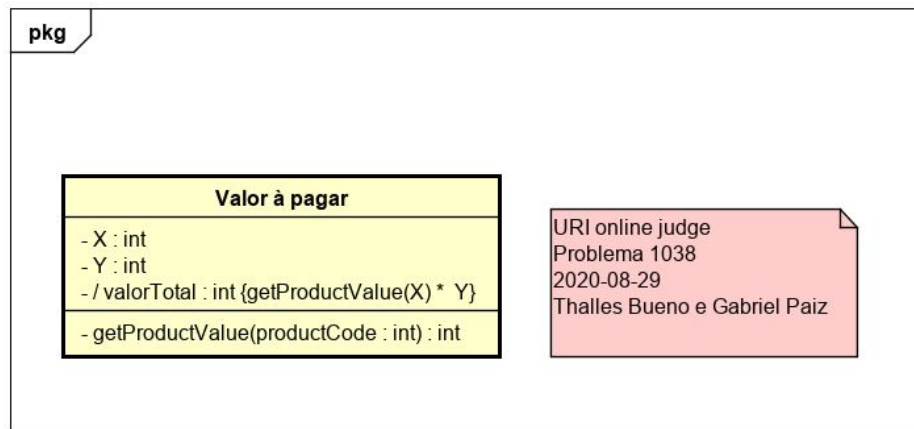 pkg
Valor à pagar
- X : int
- Y : int
- / valorTotal : int {getProductValue(X) * Y}
- getProductValue(productCode : int) : int
URI online judge
Problema 1038
2020-08-29
Thalles Bueno e Gabriel Paiz